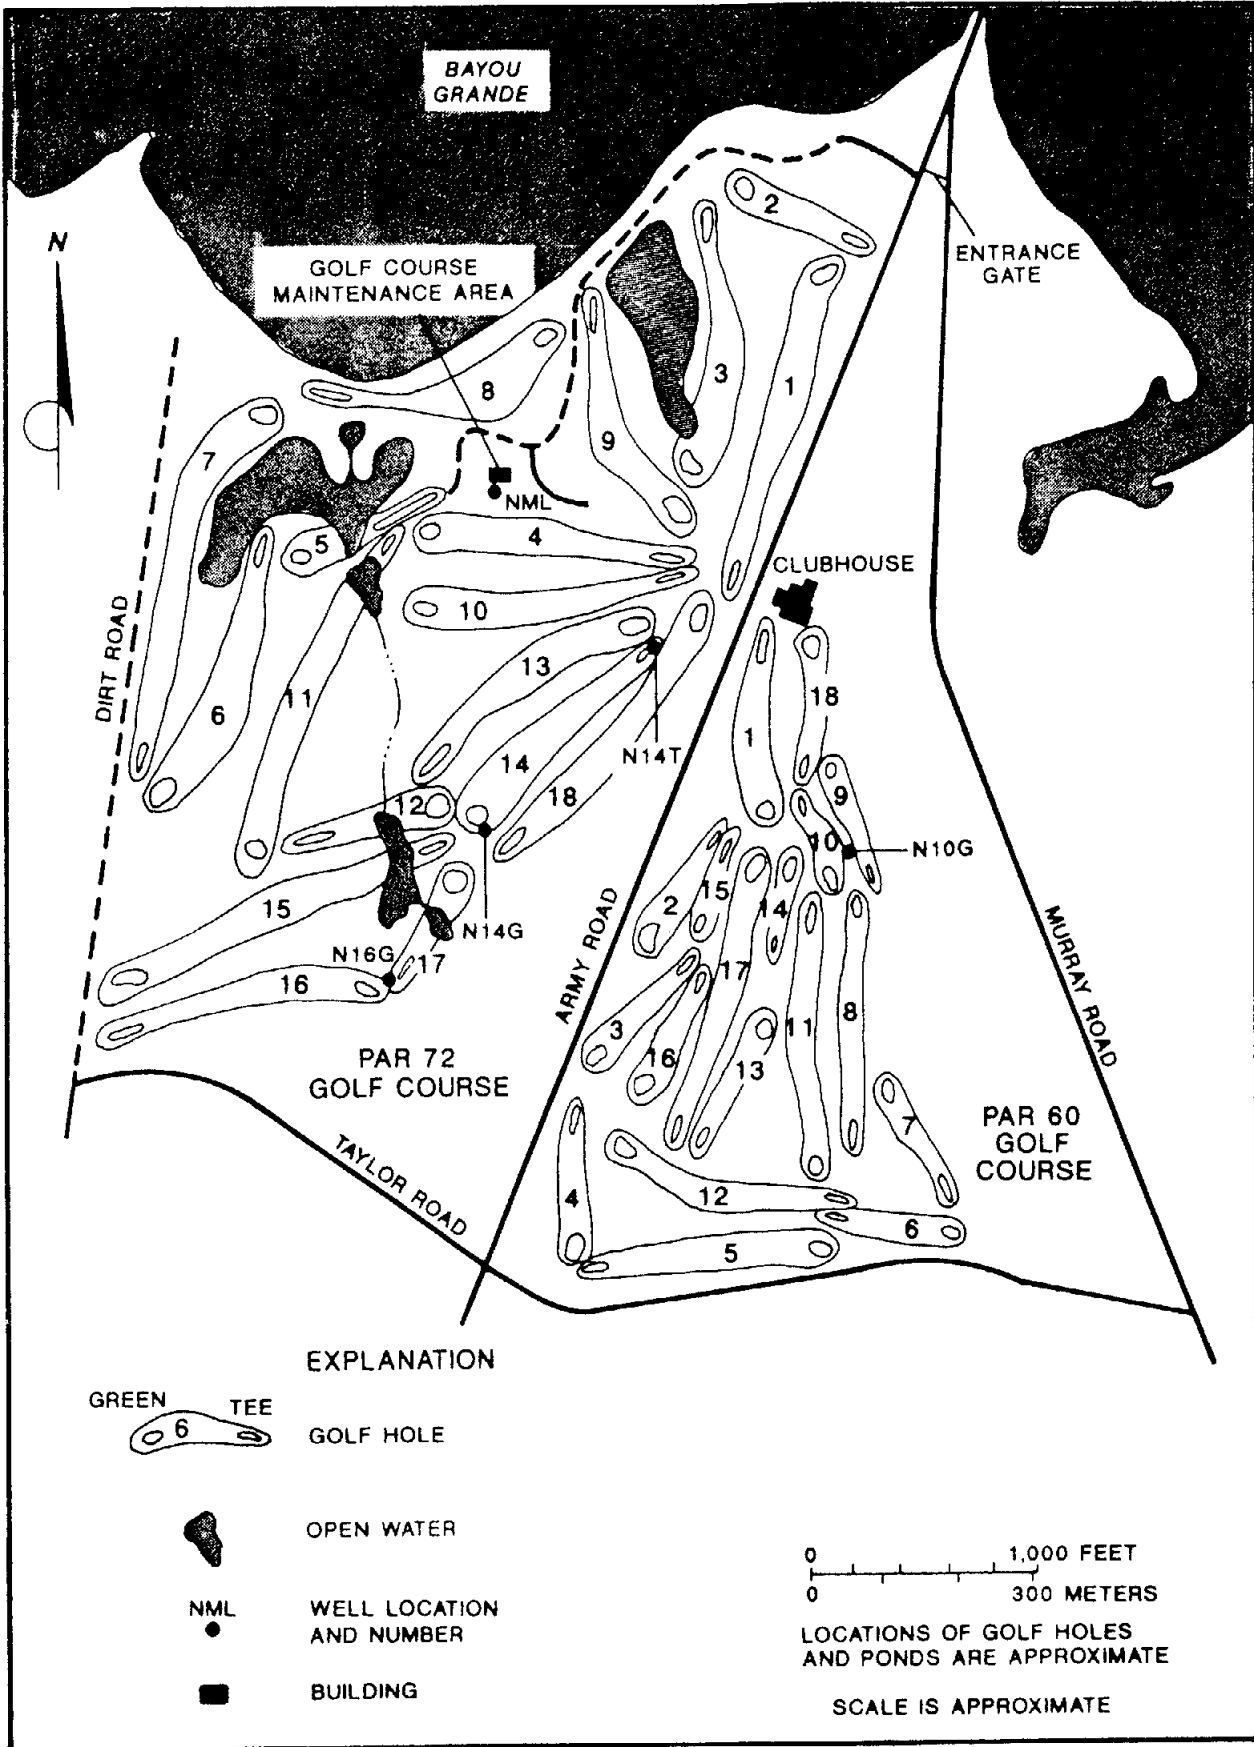 BAYOU
GRANDE
N
2
ENTRANCE
GATE
GOLF COURSE
MAINTENANCE AREA
3
1
8
9
7
NML
5
4
CLUBHOUSE
10
DIRT ROAD
13
6
11
18
1
N14T
14
18
12
9
10
N10G
15
2
15
14
N14G
N16G
17
16
ARMY ROAD
17
MURRAY ROAD
3
16
11
8
13
PAR 72
GOLF COURSE
7
PAR 60
GOLF
COURSE
TAYLOR ROAD
4
12
6
5
EXPLANATION
GREEN TEE
6
GOLF HOLE
OPEN WATER
NML
WELL LOCATION
AND NUMBER
BUILDING
0 1,000 FEET
0 300 METERS
LOCATIONS OF GOLF HOLES
AND PONDS ARE APPROXIMATE
SCALE IS APPROXIMATE